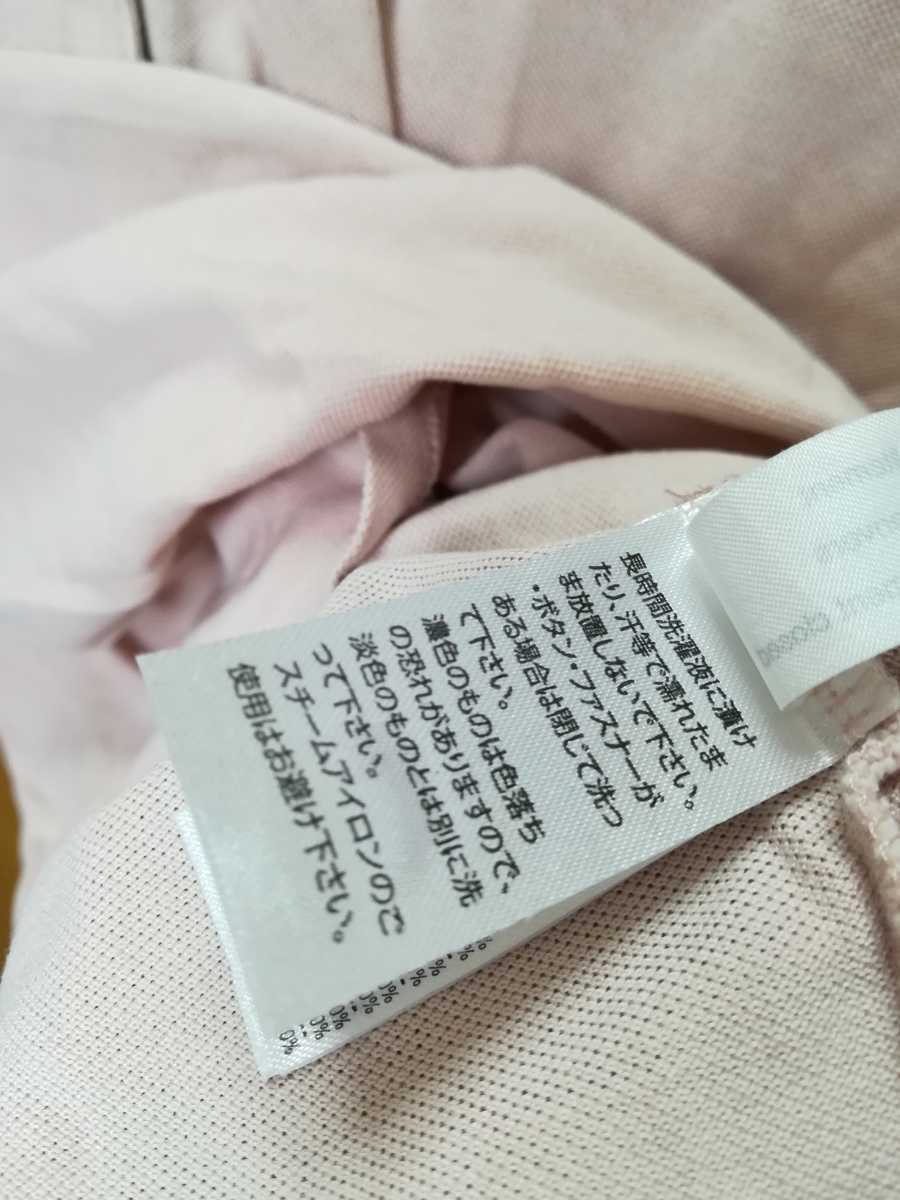 長時間洗濯液に漬け
たり、汗等で濡れたま
ま放置しないで下さい。
・ボタン・ファスナーが
ある場合は閉じて洗っ
て下さい。
濃色のものは色落ち
の恐れがありますので、
淡色のものとは別に洗
って下さい。
スチームアイロンのご
使用はお避け下さい。
0%
0%
0%
0%
0%
%
%
%
%